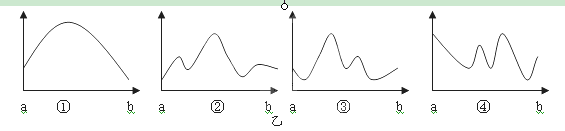 a ① b a ② b a ③ b a ④ b
乙